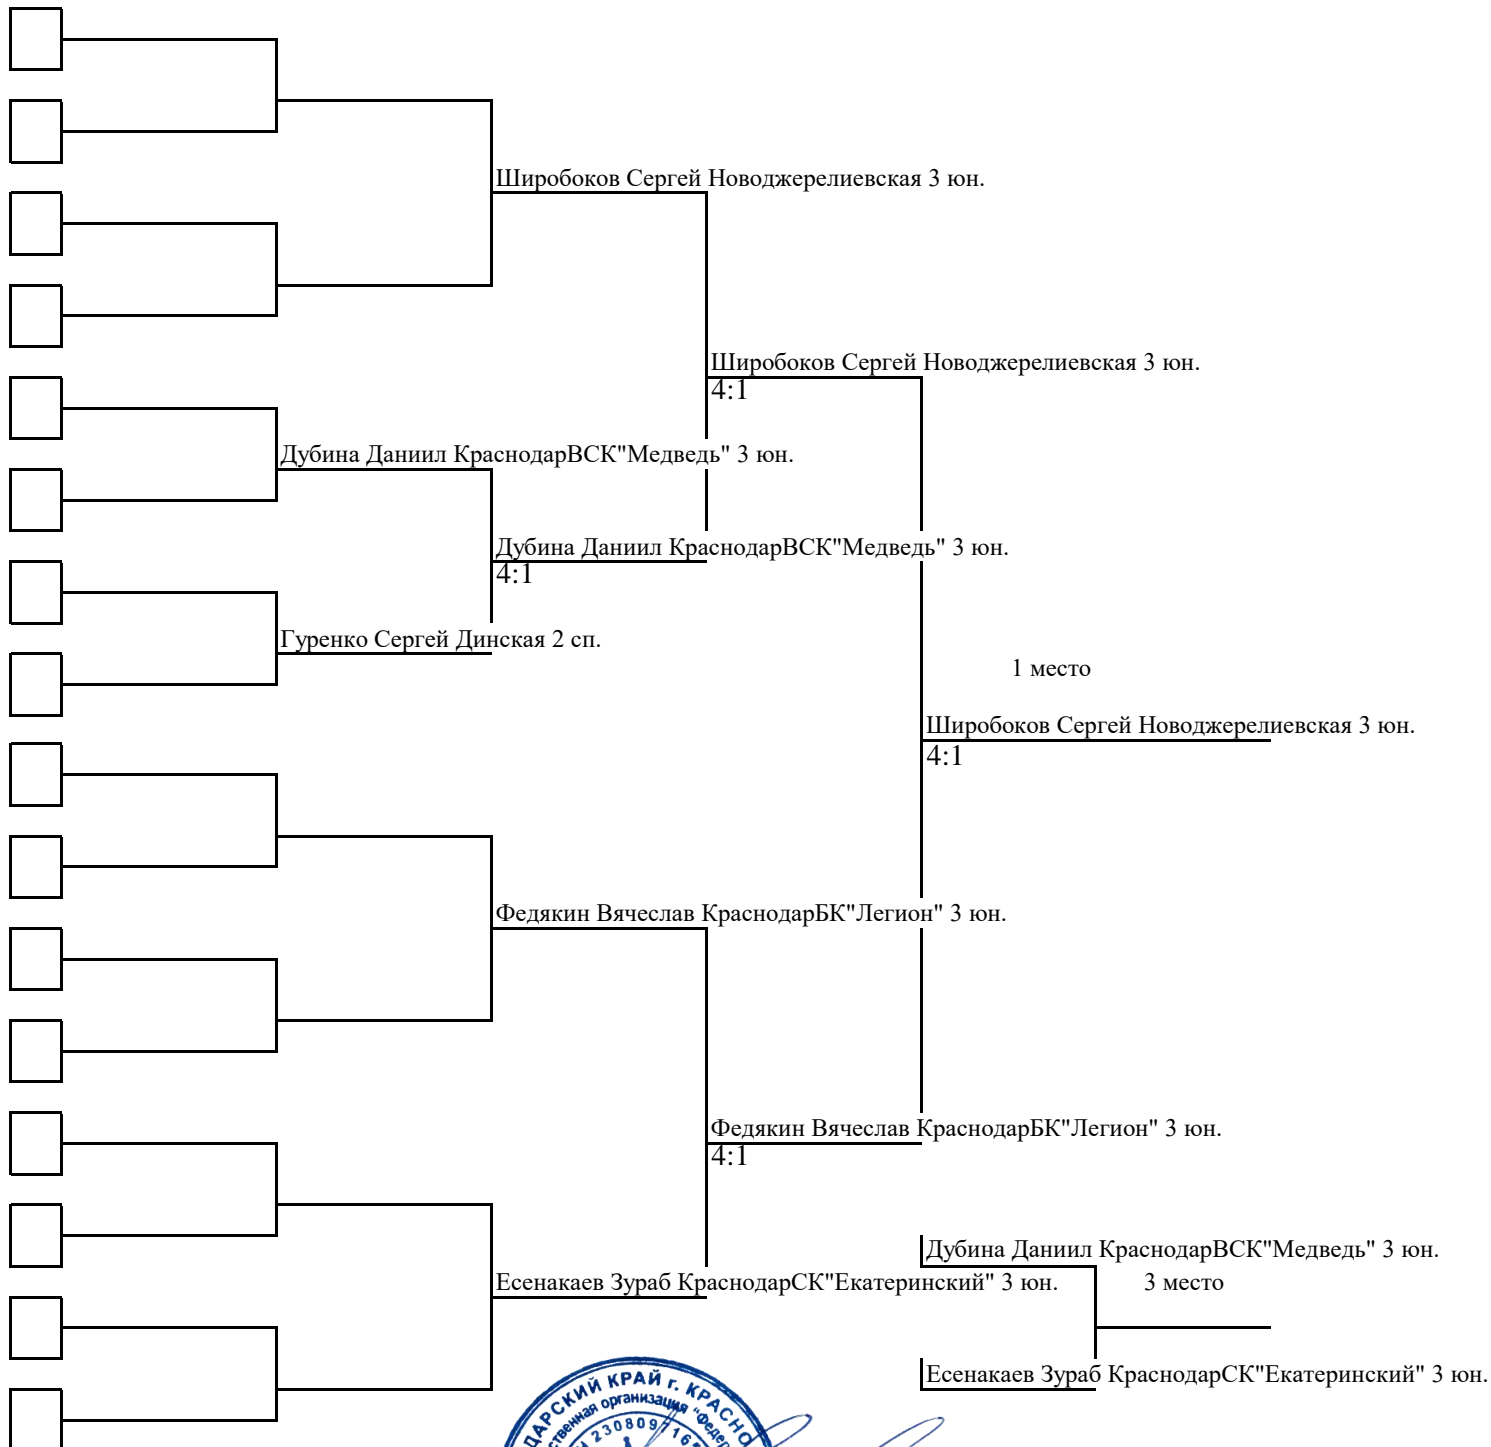 Широбоков Сергей Новоджерелиевская 3 юн.
Широбоков Сергей Новоджерелиевская 3 юн.
4:1
Дубина Даниил КраснодарВСК"Медведь" 3 юн.
Дубина Даниил КраснодарВСК"Медведь" 3 юн.
4:1
Гуренко Сергей Динская 2 сп.
1 место
Широбоков Сергей Новоджерелиевская 3 юн.
4:1
Федякин Вячеслав КраснодарБК"Легион" 3 юн.
Федякин Вячеслав КраснодарБК"Легион" 3 юн.
4:1
Дубина Даниил КраснодарВСК"Медведь" 3 юн.
Есенакаев Зураб КраснодарСК"Екатеринский" 3 юн.
3 место
Есенакаев Зураб КраснодарСК"Екатеринский" 3 юн.
КРАЙ г.
организация